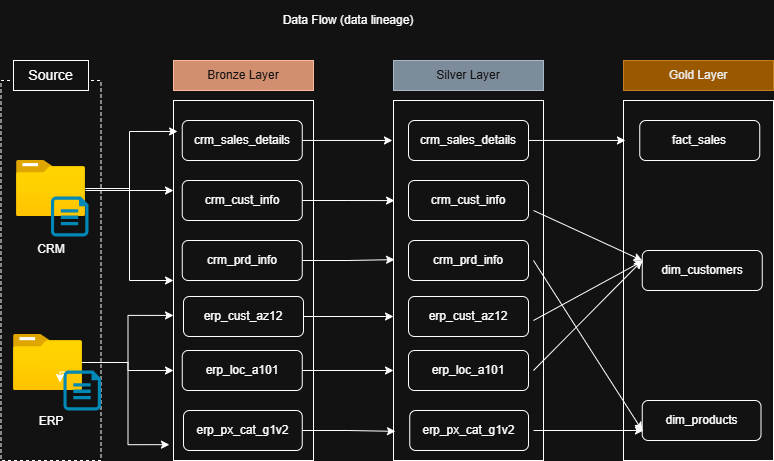 Data Flow (data lineage)
Source
Bronze Layer
Silver Layer
Gold Layer
crm_sales_details
crm_sales_details
fact_sales
crm_cust_info
crm_cust_info
CRM
crm_prd_info
crm_prd_info
dim_customers
erp_cust_az12
erp_cust_az12
erp_loc_a101
erp_loc_a101
ERP
erp_px_cat_g1v2
erp_px_cat_g1v2
dim_products